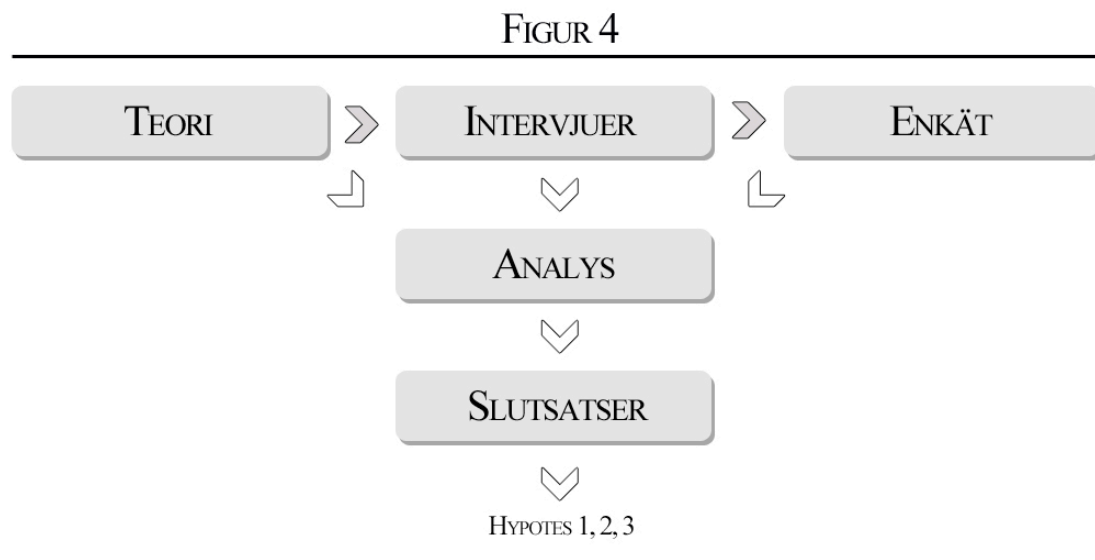 FIGUR 4
TEORI
INTERVJUER
ENKÄT
ANALYS
SLUTSATSER
HYPOTES 1, 2, 3